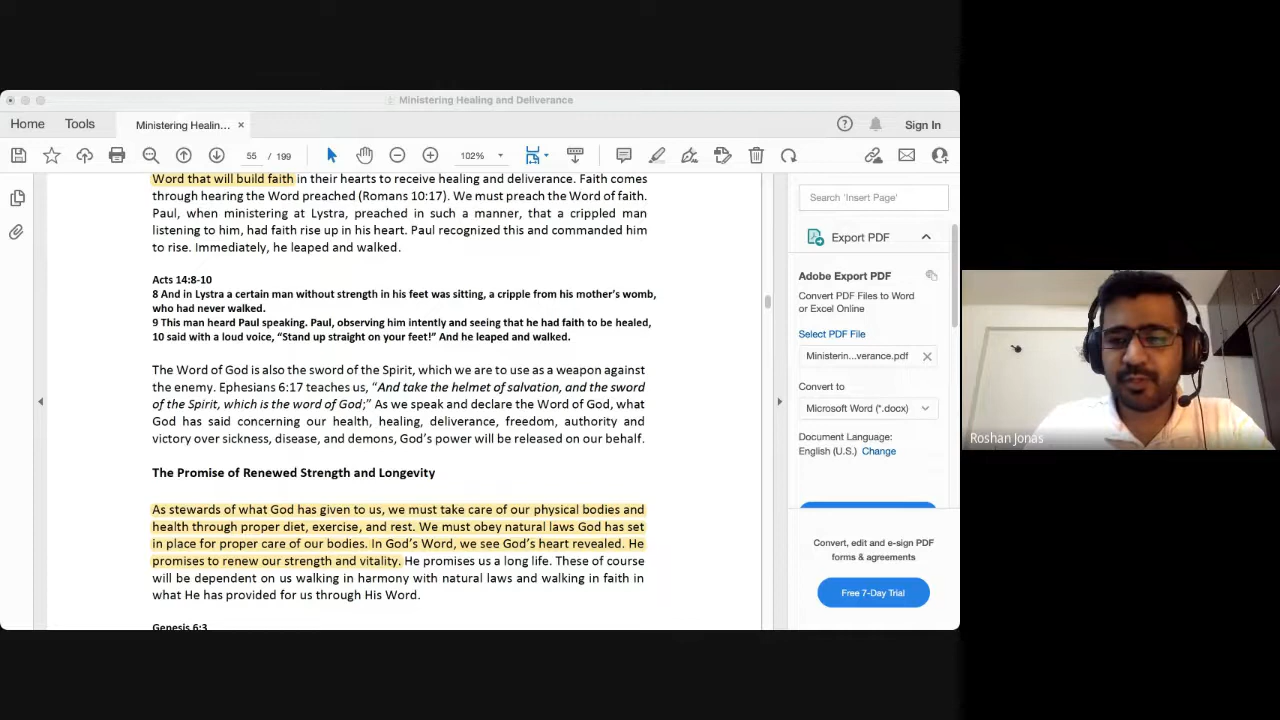 Ministering Healing and Deliverance
Home
Tools
Ministering Healin...
Sign In
55 / 199
102%
Word that will build faith in their hearts to receive healing and deliverance. Faith comes
through hearing the Word preached (Romans 10:17). We must preach the Word of faith.
Paul, when ministering at Lystra, preached in such a manner, that a crippled man
listening to him, had faith rise up in his heart. Paul recognized this and commanded him
to rise. Immediately, he leaped and walked.
Acts 14:8-10
8 And in Lystra a certain man without strength in his feet was sitting, a cripple from his mother's womb,
who had never walked.
9 This man heard Paul speaking. Paul, observing him intently and seeing that he had faith to be healed,
10 said with a loud voice, "Stand up straight on your feet!" And he leaped and walked.
The Word of God is also the sword of the Spirit, which we are to use as a weapon against
the enemy. Ephesians 6:17 teaches us, "And take the helmet of salvation, and the sword
of the Spirit, which is the word of God;" As we speak and declare the Word of God, what
God has said concerning our health, healing, deliverance, freedom, authority and
victory over sickness, disease, and demons, God's power will be released on our behalf.
The Promise of Renewed Strength and Longevity
As stewards of what God has given to us, we must take care of our physical bodies and
health through proper diet, exercise, and rest. We must obey natural laws God has set
in place for proper care of our bodies. In God's Word, we see God's heart revealed. He
promises to renew our strength and vitality. He promises us a long life. These of course
will be dependent on us walking in harmony with natural laws and walking in faith in
what He has provided for us through His Word.
Genesis 6:3
Search 'Insert Page'
Export PDF
Adobe Export PDF
Convert PDF Files to Word
or Excel Online
Select PDF File
Ministerin...verance.pdf
Convert to
Microsoft Word (*.docx)
Document Language:
English (U.S.) Change
Convert, edit and e-sign PDF
forms & agreements
Free 7-Day Trial
Roshan Jonas